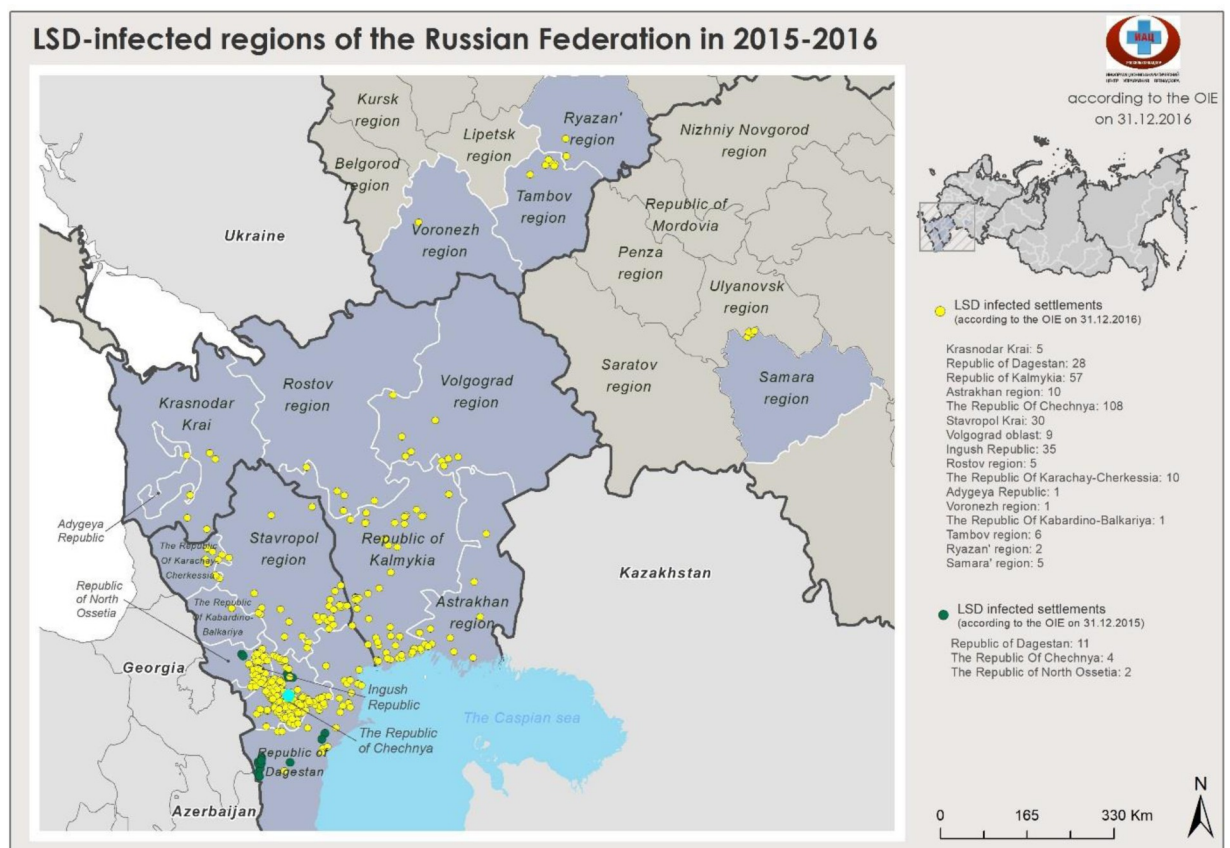 LSD-infected regions of the Russian Federation in 2015-2016
ИАЦ
according to the OIE
on 31.12.2016
Kursk
region
Lipetsk
region
Ryazan'
region
Nizhniy Novgorod
region
Belgorod
region
Tambov
region
Republic of
Mordovia
Voronezh
region
Ukraine
Penza
region
Ulyanovsk
region
Saratov
region
Samara
region
Rostov
region
Volgograd
region
Krasnodar
Krai
Adygeya
Republic
Stavropol
region
Republic of
Kalmykia
The Republic
Of Karachay-
Cherkessia
Kazakhstan
Republic
of North
Ossetia
The Republic
Of Kabardino-
Balkariya
Astrakhan
region
Georgia
Ingush
Republic
The Republic
of Chechnya
The Caspian sea
Republic of
Dagestan
Azerbaijan
LSD infected settlements
(according to the OIE on 31.12.2016)
Krasnodar Krai: 5
Republic of Dagestan: 28
Republic of Kalmykia: 57
Astrakhan region: 10
The Republic Of Chechnya: 108
Stavropol Krai: 30
Volgograd oblast: 9
Ingush Republic: 35
Rostov region: 5
The Republic Of Karachay-Cherkessia: 10
Adygeya Republic: 1
Voronezh region: 1
The Republic Of Kabardino-Balkariya: 1
Tambov region: 6
Ryazan' region: 2
Samara' region: 5
LSD infected settlements
(according to the OIE on 31.12.2015)
Republic of Dagestan: 11
The Republic Of Chechnya: 4
The Republic of North Ossetia: 2
N
0 165 330 Km